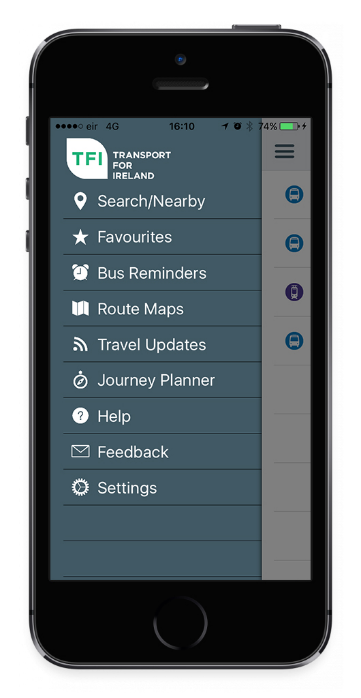 eir 4G 16:10 74%
TFI TRANSPORT
FOR
IRELAND
Search/Nearby
Favourites
Bus Reminders
Route Maps
Travel Updates
Journey Planner
? Help
Feedback
Settings